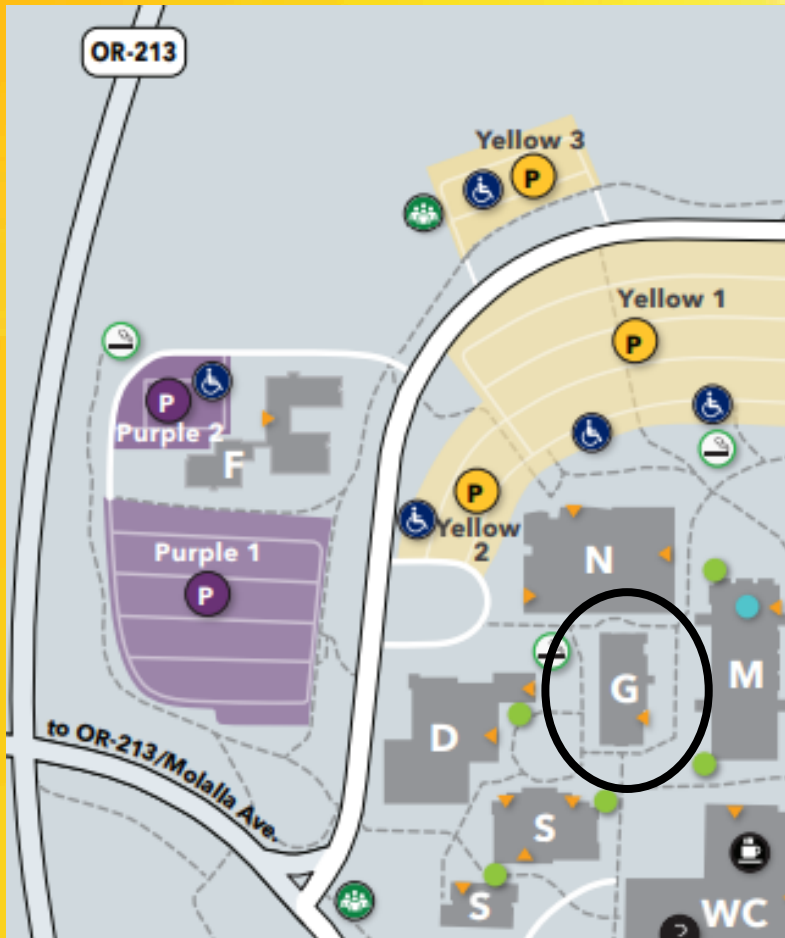 OR-213
Yellow 3
P
Yellow 1
P
P
Purple 2
F
P
Yellow
2
N
Purple 1
P
G
M
D
to OR-213/Molalla Ave.
S
S
WC
?